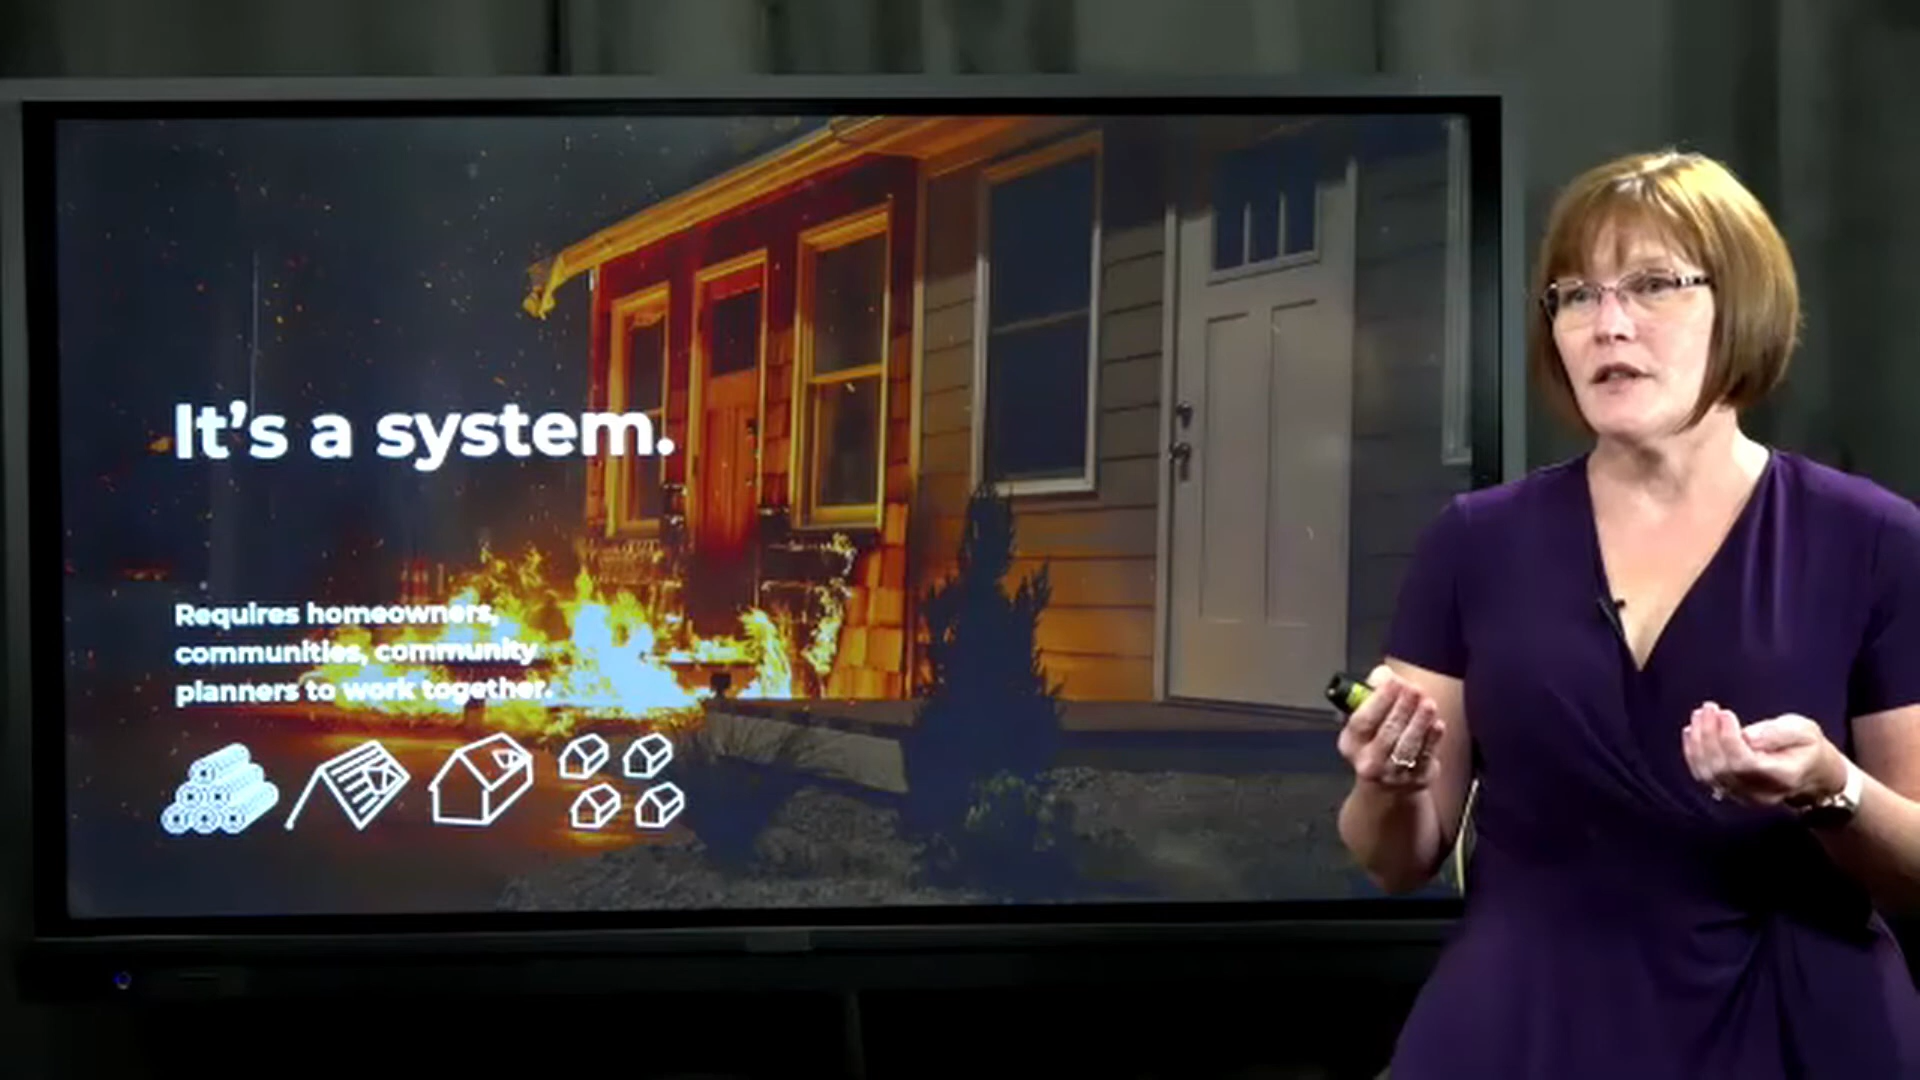 It's a system.
Requires homeowners,
communities, community
planners to work together.